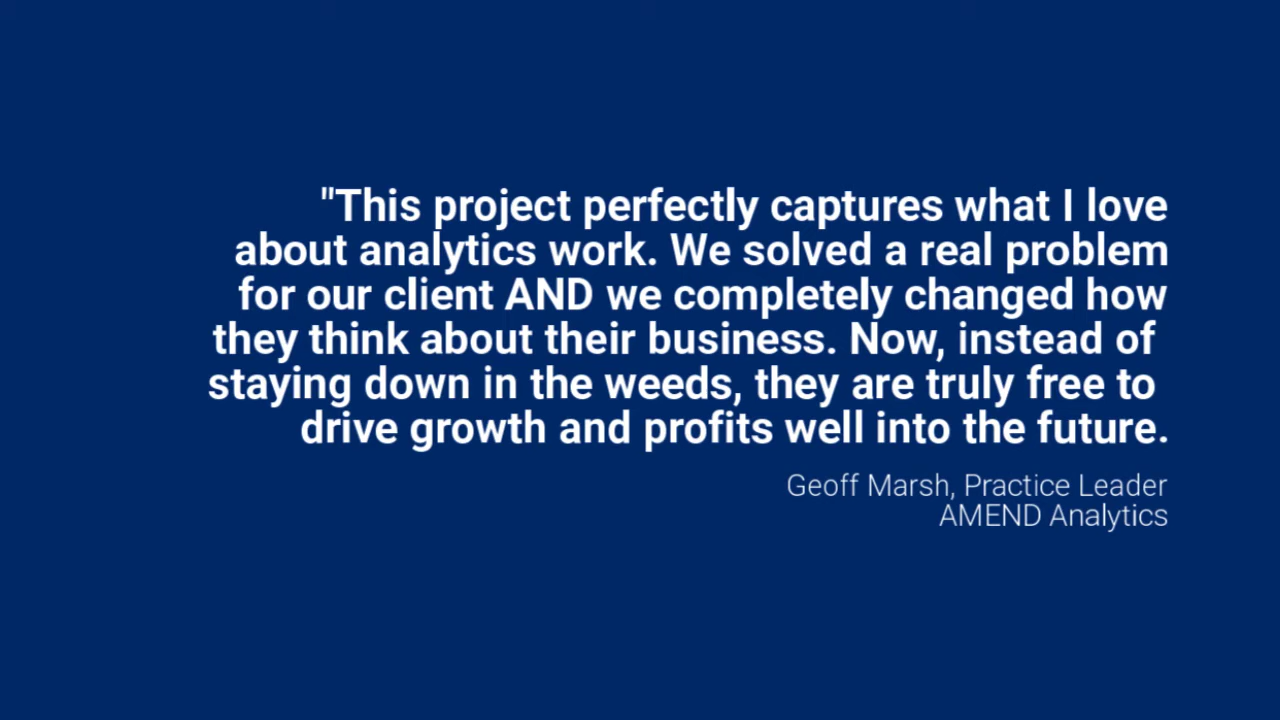 "This project perfectly captures what I love
about analytics work. We solved a real problem
for our client AND we completely changed how
they think about their business. Now, instead of
staying down in the weeds, they are truly free to
drive growth and profits well into the future.
Geoff Marsh, Practice Leader
AMEND Analytics